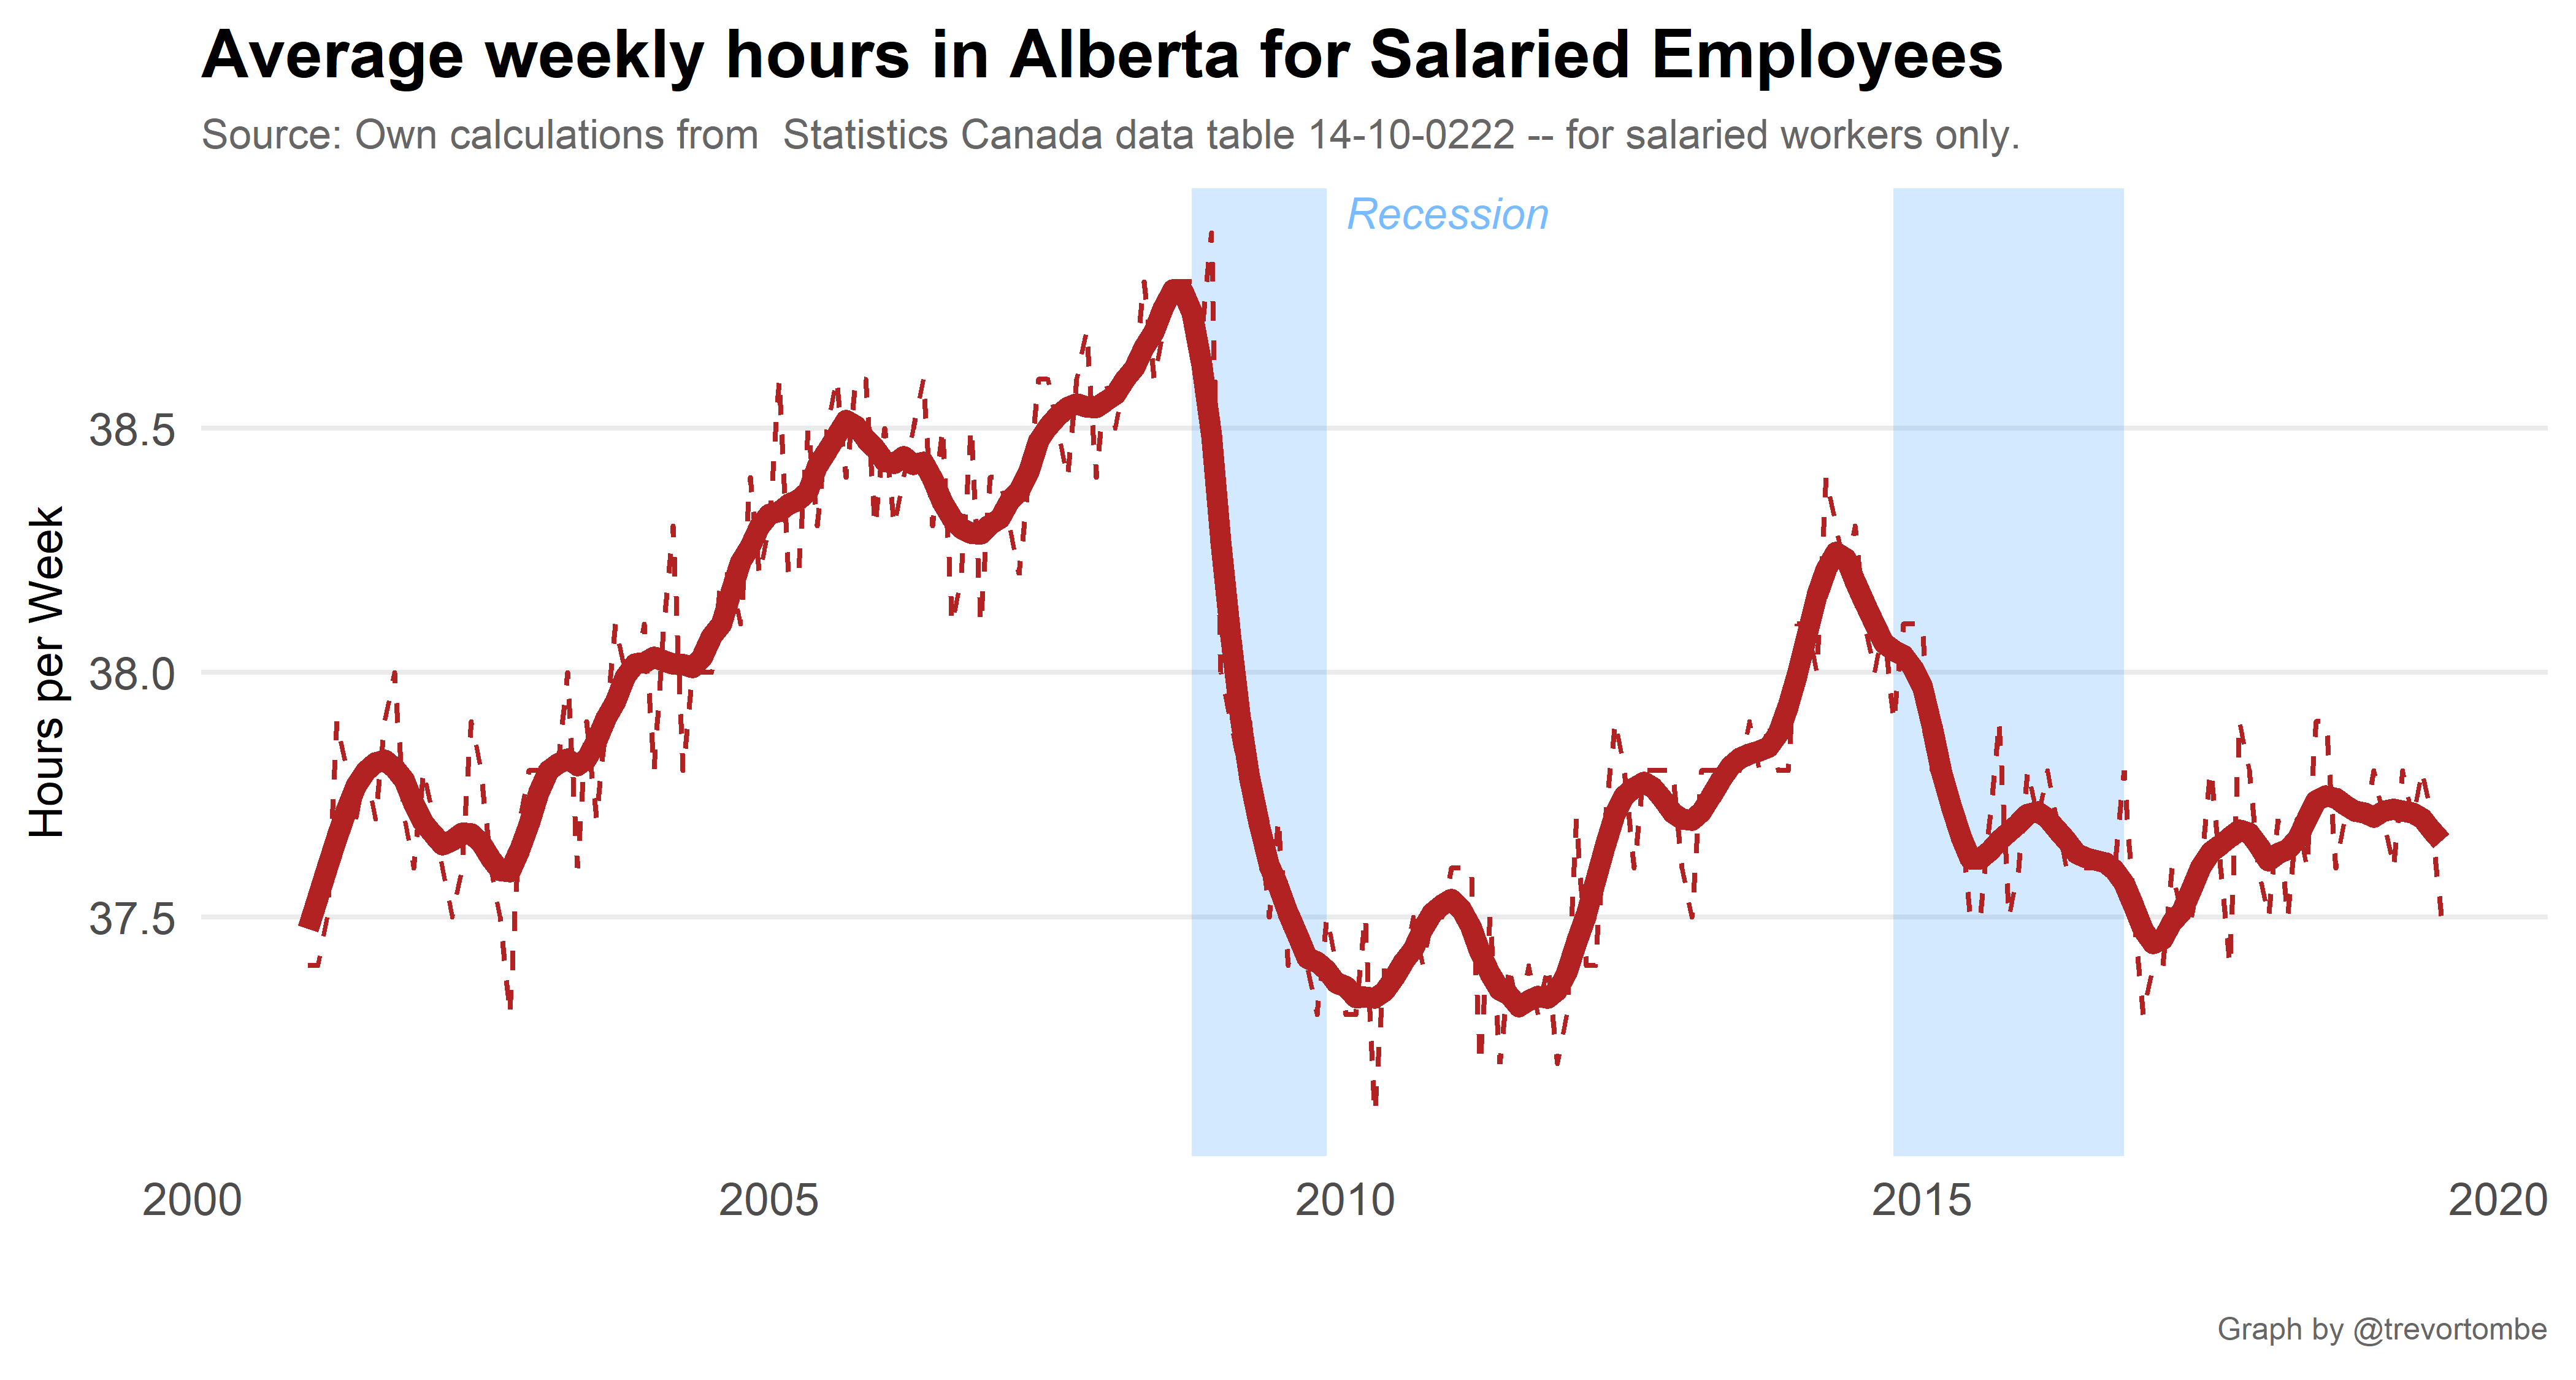 Average weekly hours in Alberta for Salaried Employees
Source: Own calculations from  Statistics Canada data table 14-10-0222 -- for salaried workers only.
Recession
Hours per Week
38.5
38.0
37.5
2000
2005
2010
2015
2020
Graph by @trevortombe